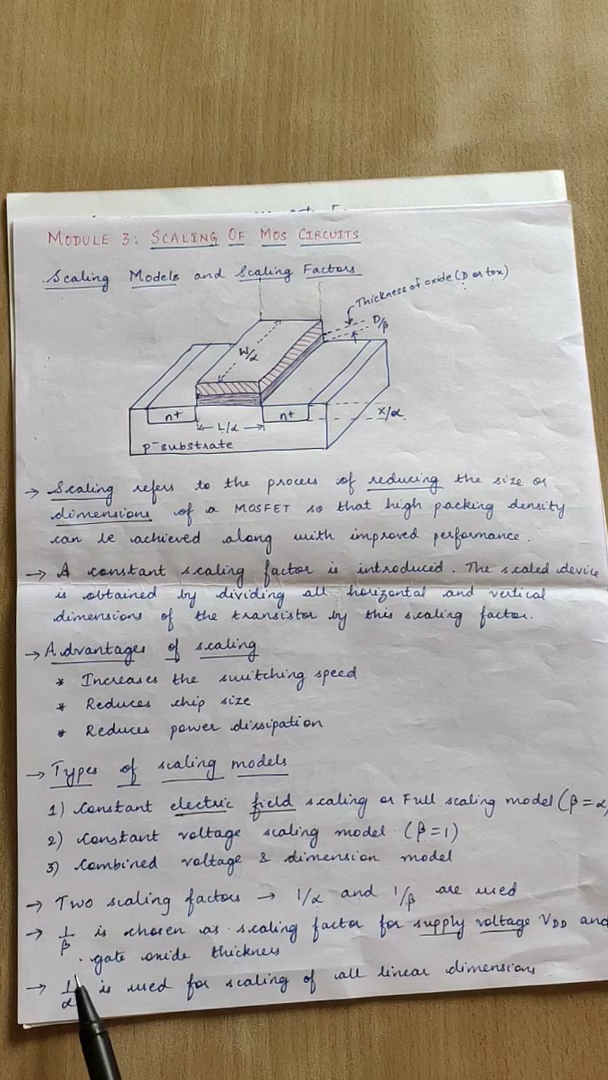 MODULE 3: SCALING OF MOS CIRCUITS
Scaling Models and Scaling Factors
Thickness of oxide (D or tox)
D/β
W/α
n+
n+
X/α
L/α
p-substrate
→ Scaling refers to the process of reducing the size or
dimensions of a MOSFET so that high packing density
can be achieved along with improved performance.
→ A constant scaling factor is introduced. The scaled device
is obtained by dividing all horizontal and vertical
dimensions of the transistor by this scaling factor.
→ Advantages of scaling
* Increases the switching speed
* Reduces chip size
* Reduces power dissipation
→ Types of scaling models
1) Constant electric field scaling or Full scaling model (β = α)
2) Constant voltage scaling model (β = 1)
3) Combined voltage & dimension model
→ Two scaling factors → 1/α and 1/β are used
→ 1/β is chosen as scaling factor for supply voltage VDD and
gate oxide thickness
→ 1/α is used for scaling of all linear dimensions